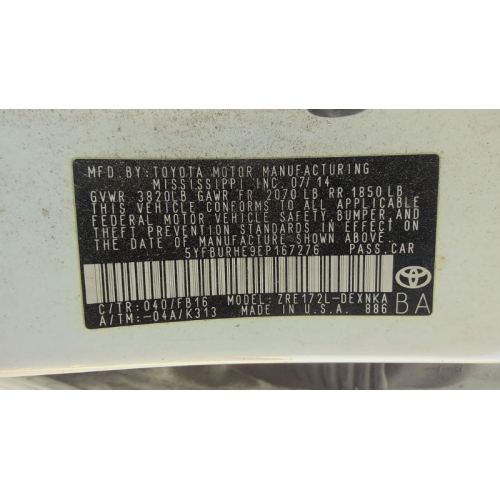 MFD. BY: TOYOTA MOTOR MANUFACTURING
MISSISSIPPI INC. 07/14
GVWR 3820LB GAWR FR 2070 LB RR 1850 LB
THIS VEHICLE CONFORMS TO ALL APPLICABLE
FEDERAL MOTOR VEHICLE SAFETY, BUMPER, AND
THEFT PREVENTION STANDARDS IN EFFECT ON
THE DATE OF MANUFACTURE SHOWN ABOVE.
5YFBURHE9EP167276 PASS.CAR
C/TR: 040/FB16 MODEL: ZRE172L-DEXNKA
A/TM:-04A/K313 MADE IN U.S.A. 886
BA